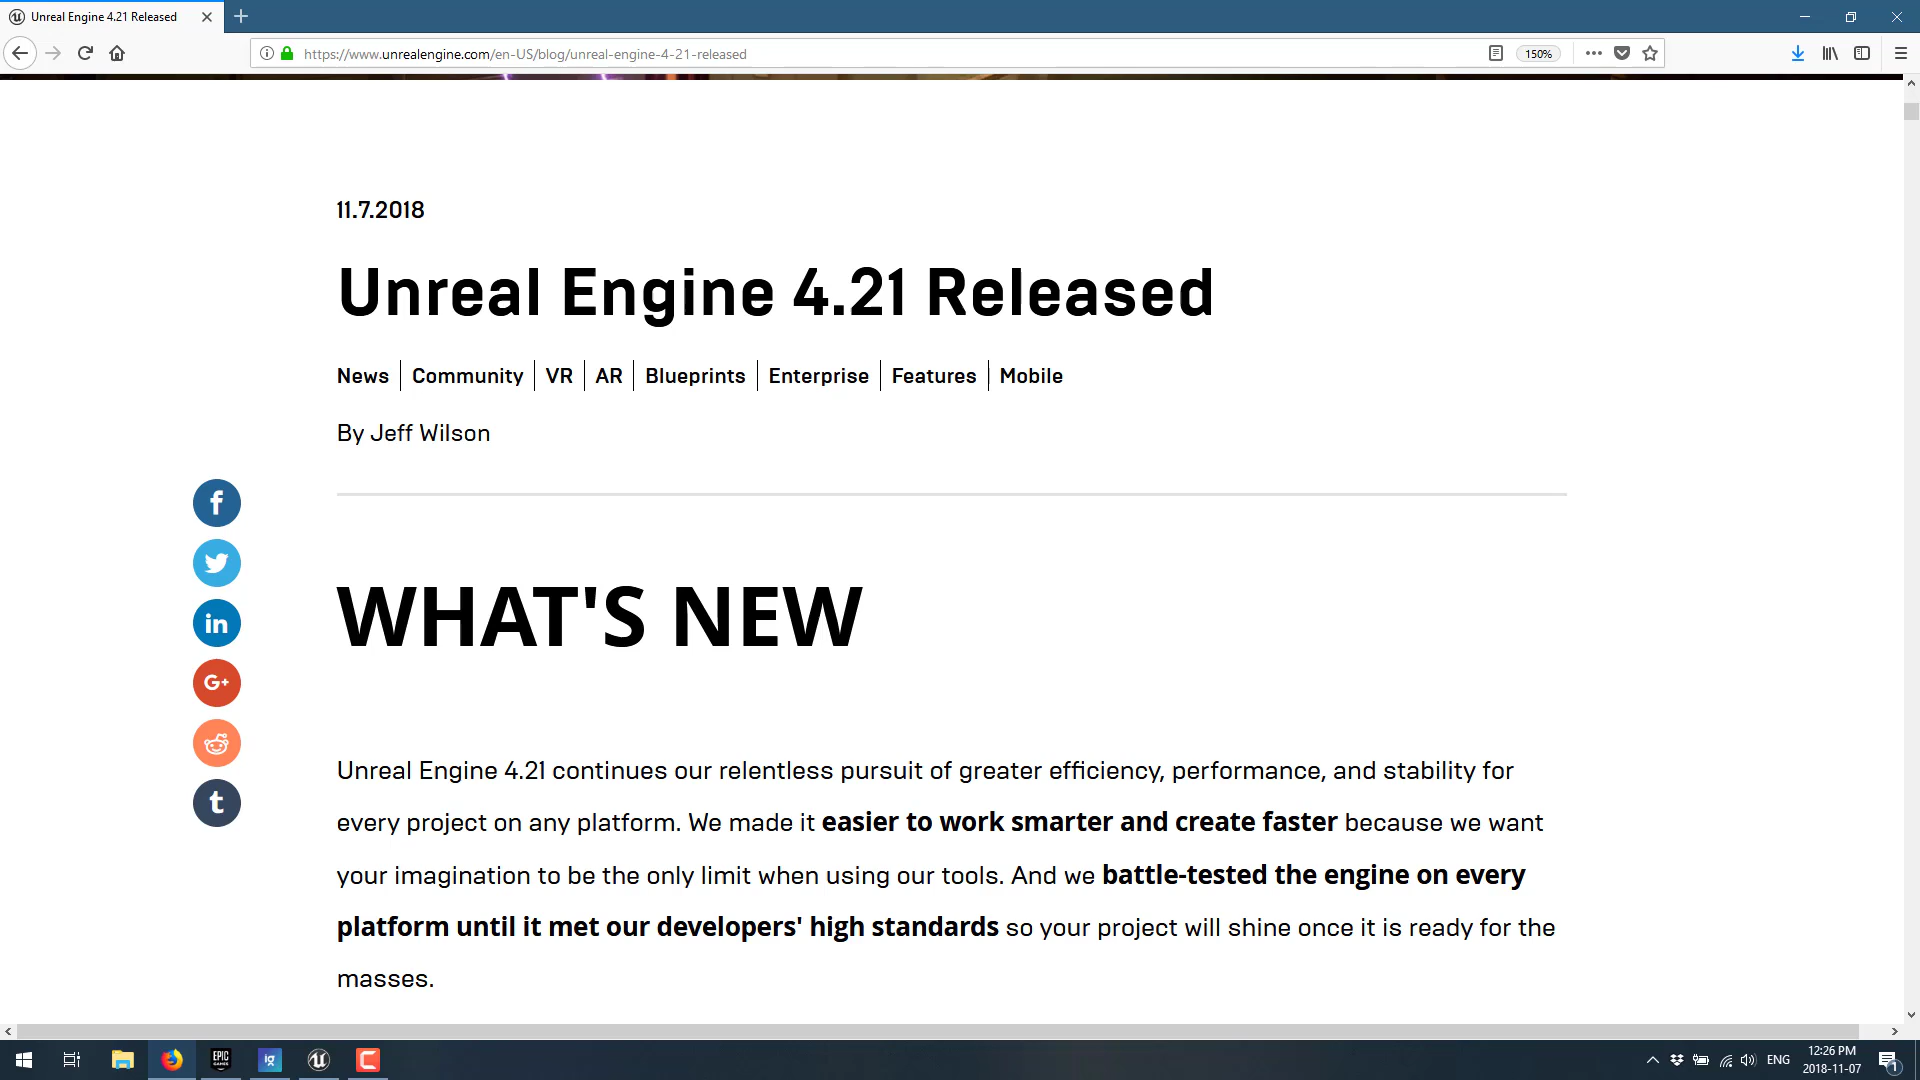 Unreal Engine 4.21 Released
https://www.unrealengine.com/en-US/blog/unreal-engine-4-21-released
150%
11.7.2018
Unreal Engine 4.21 Released
News Community VR AR Blueprints Enterprise Features Mobile
By Jeff Wilson
f
in
G+
t
WHAT'S NEW
Unreal Engine 4.21 continues our relentless pursuit of greater efficiency, performance, and stability for
every project on any platform. We made it easier to work smarter and create faster because we want
your imagination to be the only limit when using our tools. And we battle-tested the engine on every
platform until it met our developers' high standards so your project will shine once it is ready for the
masses.
EPIC
GAMES
ig
ENG
12:26 PM
2018-11-07
1